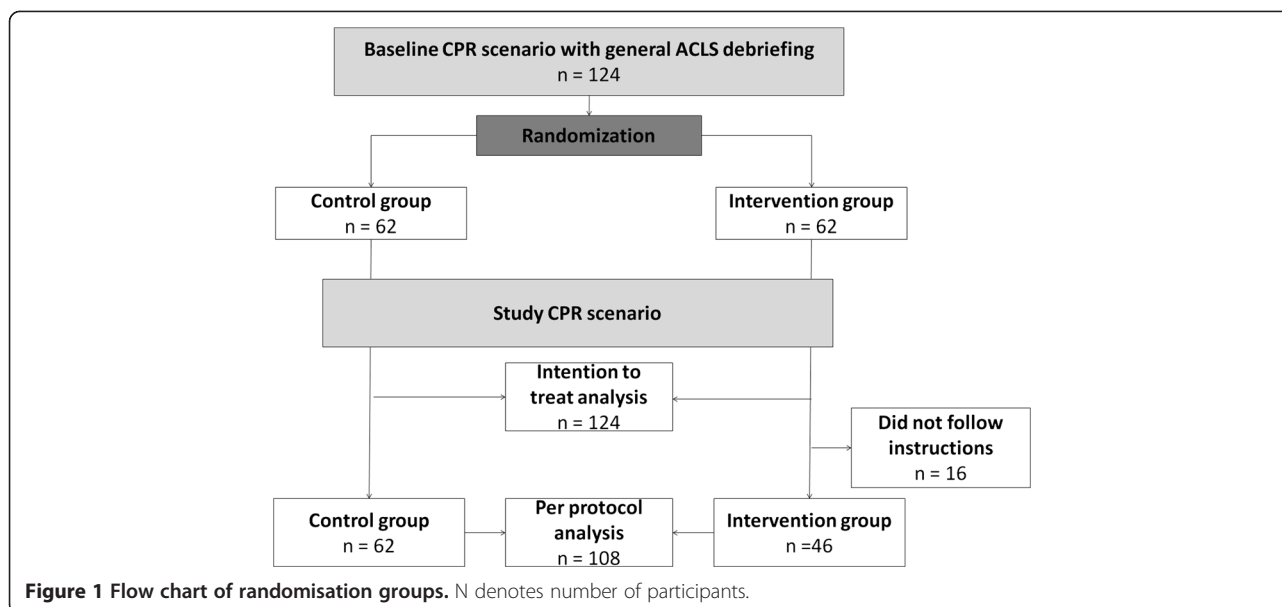 Baseline CPR scenario with general ACLS debriefing
n = 124
Randomization
Control group
n = 62
Intervention group
n = 62
Study CPR scenario
Intention to
treat analysis
n = 124
Did not follow
instructions
n = 16
Control group
n = 62
Per protocol
analysis
n = 108
Intervention group
n =46
Figure 1 Flow chart of randomisation groups. N denotes number of participants.